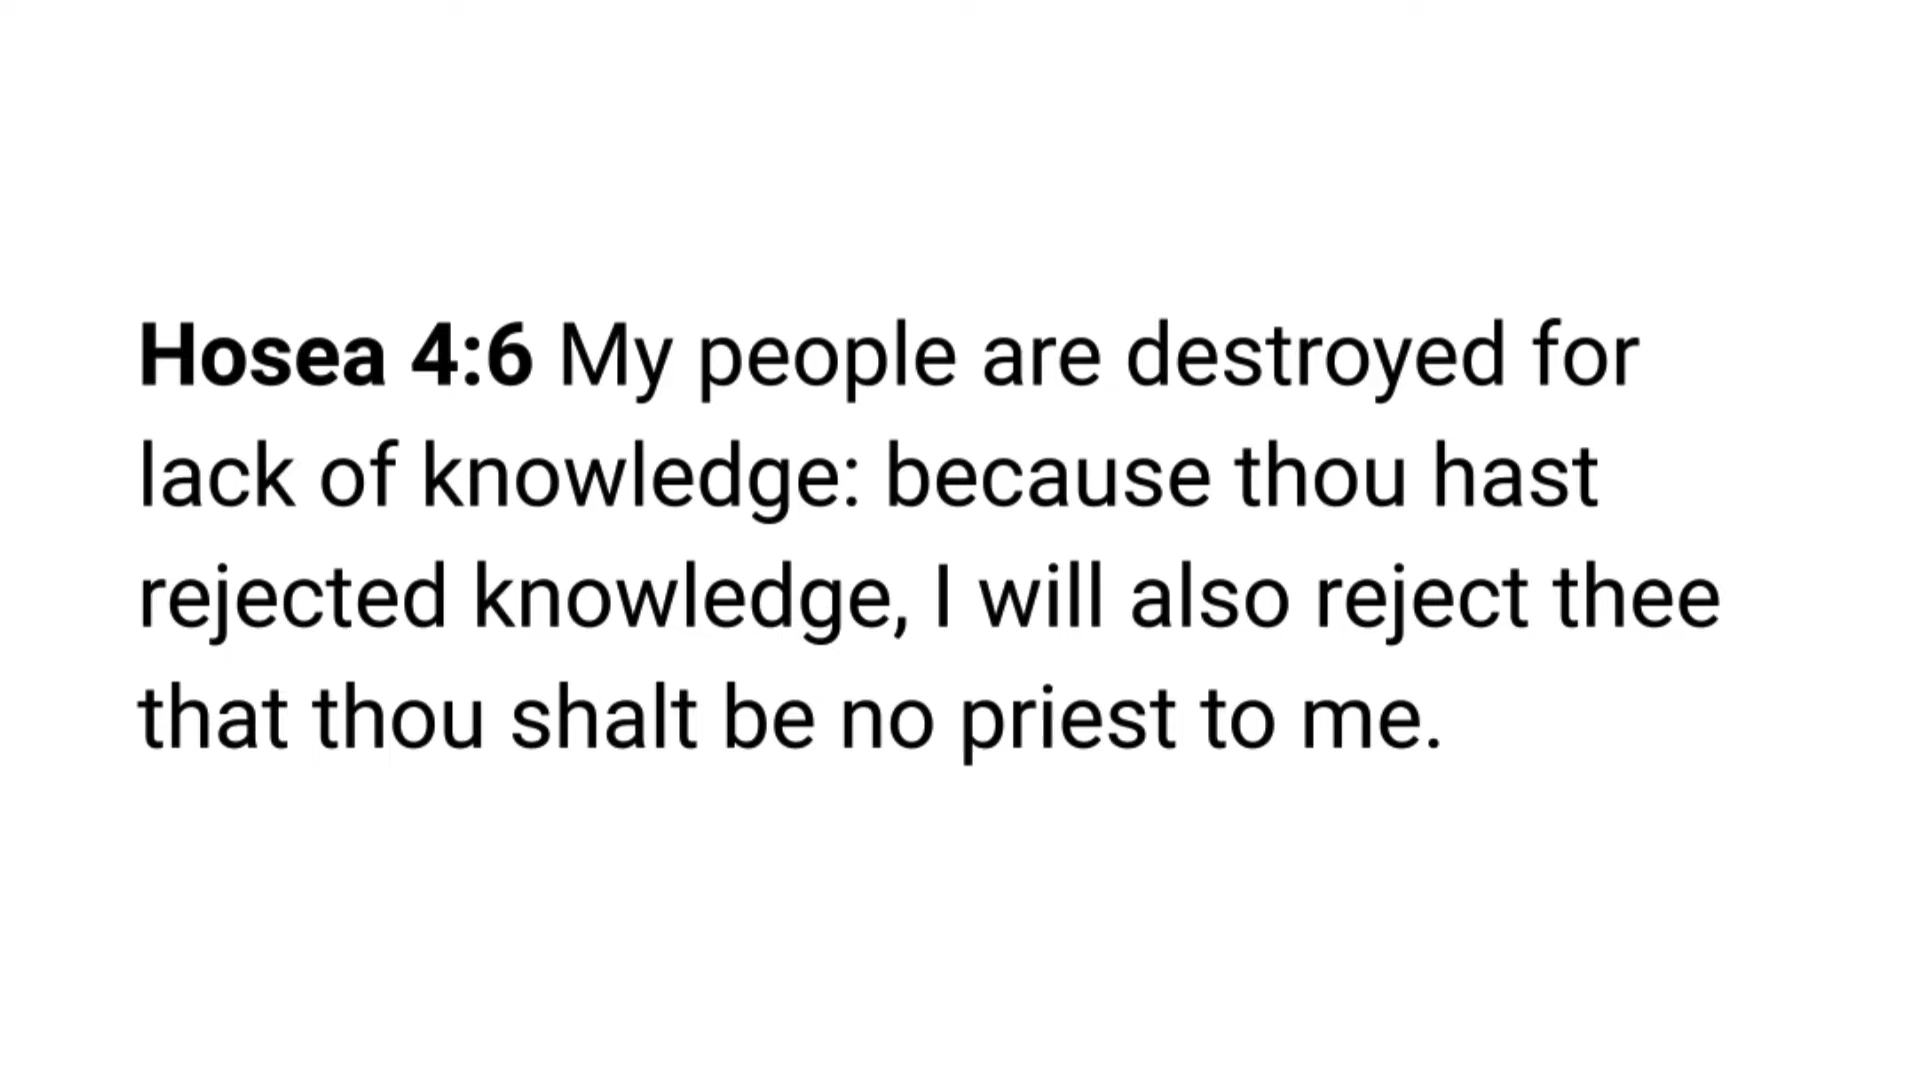 Hosea 4:6 My people are destroyed for
lack of knowledge: because thou hast
rejected knowledge, I will also reject thee
that thou shalt be no priest to me.